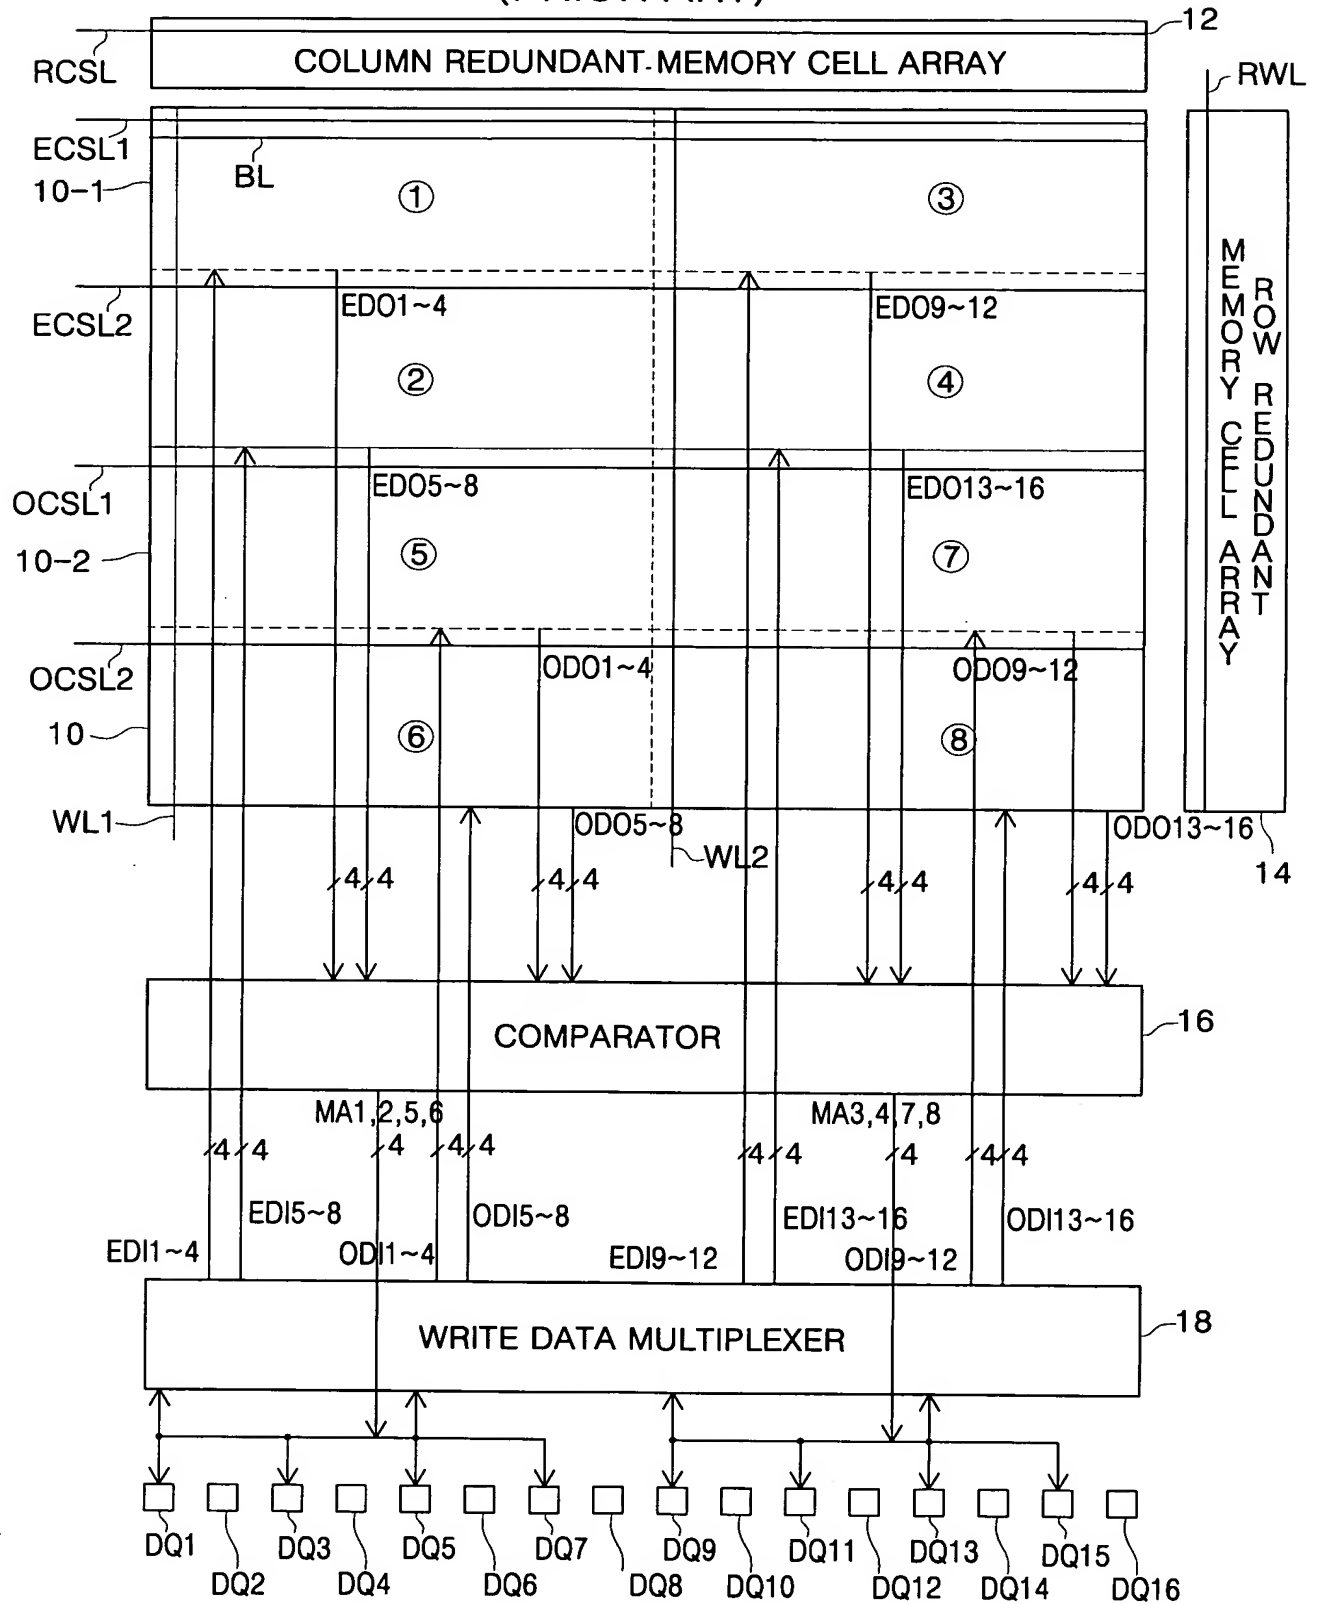 12
RCSL
COLUMN REDUNDANT-MEMORY CELL ARRAY
RWL
ECSL1
BL
10-1
①
③
ECSL2
EDO1~4
EDO9~12
②
④
MEMORY CELL ARRAY
ROW REDUNDANT
OCSL1
EDO5~8
EDO13~16
10-2
⑤
⑦
OCSL2
ODO1~4
ODO9~12
10
⑥
⑧
WL1
ODO5~8
WL2
ODO13~16
14
4 4 4 4 4 4 4 4
COMPARATOR
16
MA1,2,5,6
MA3,4,7,8
4 4 4 4 4 4 4 4 4 4
EDI5~8
ODI5~8
EDI13~16
ODI13~16
EDI1~4
ODI1~4
EDI9~12
ODI9~12
WRITE DATA MULTIPLEXER
18
DQ1 DQ3 DQ5 DQ7 DQ9 DQ11 DQ13 DQ15
DQ2 DQ4 DQ6 DQ8 DQ10 DQ12 DQ14 DQ16